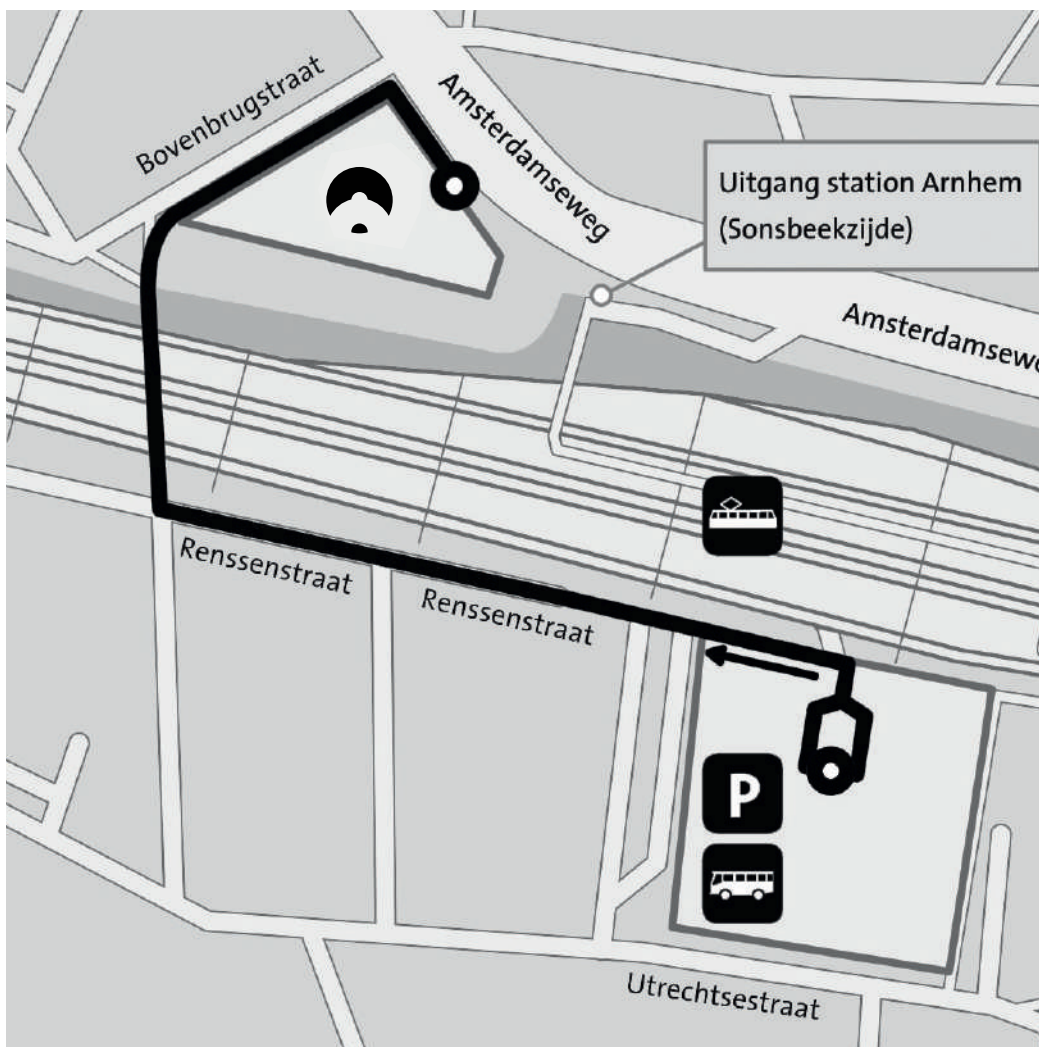 Bovenbrugstraat
Amsterdamseweg
Uitgang station Arnhem
(Sonsbeekzijde)
Amsterdamsewe
Renssenstraat
Renssenstraat
P
Utrechtsestraat